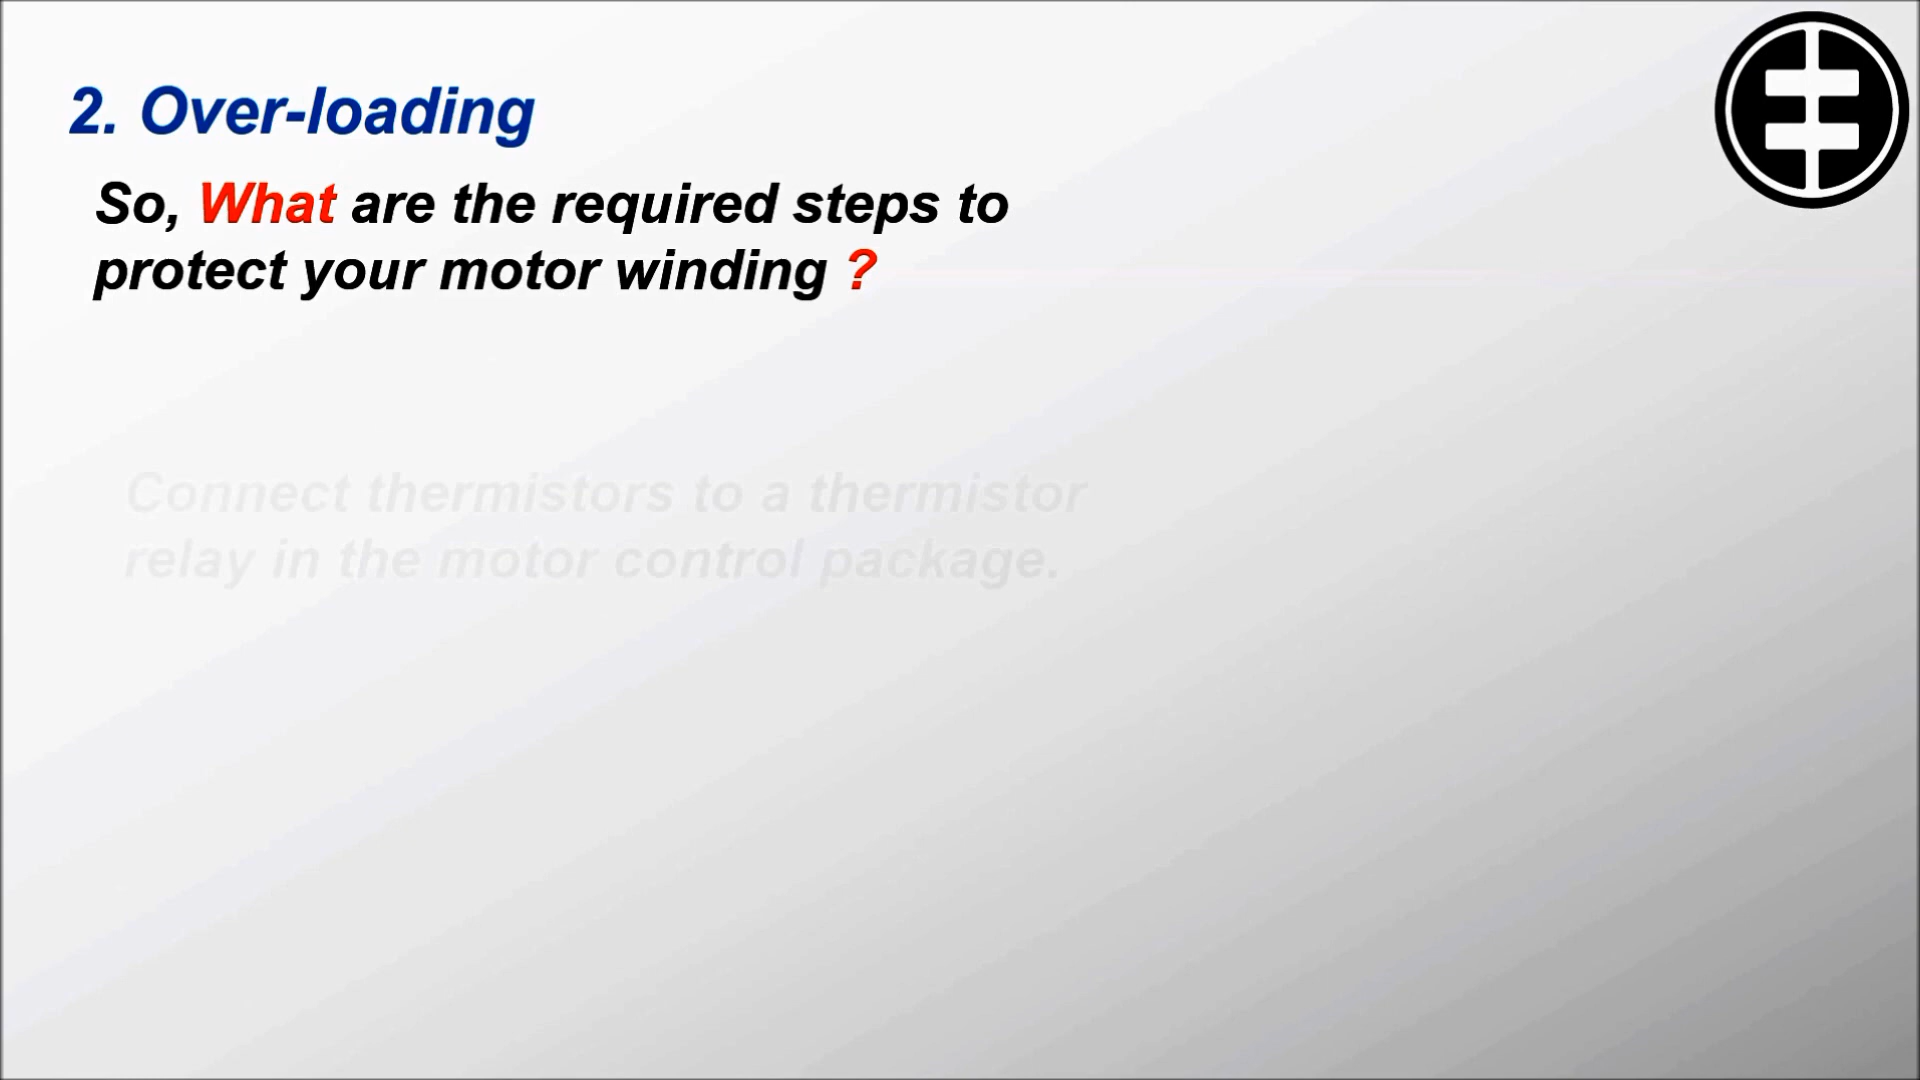 2. Over-loading
So, What are the required steps to
protect your motor winding ?
Connect thermistors to a thermistor
relay in the motor control package.